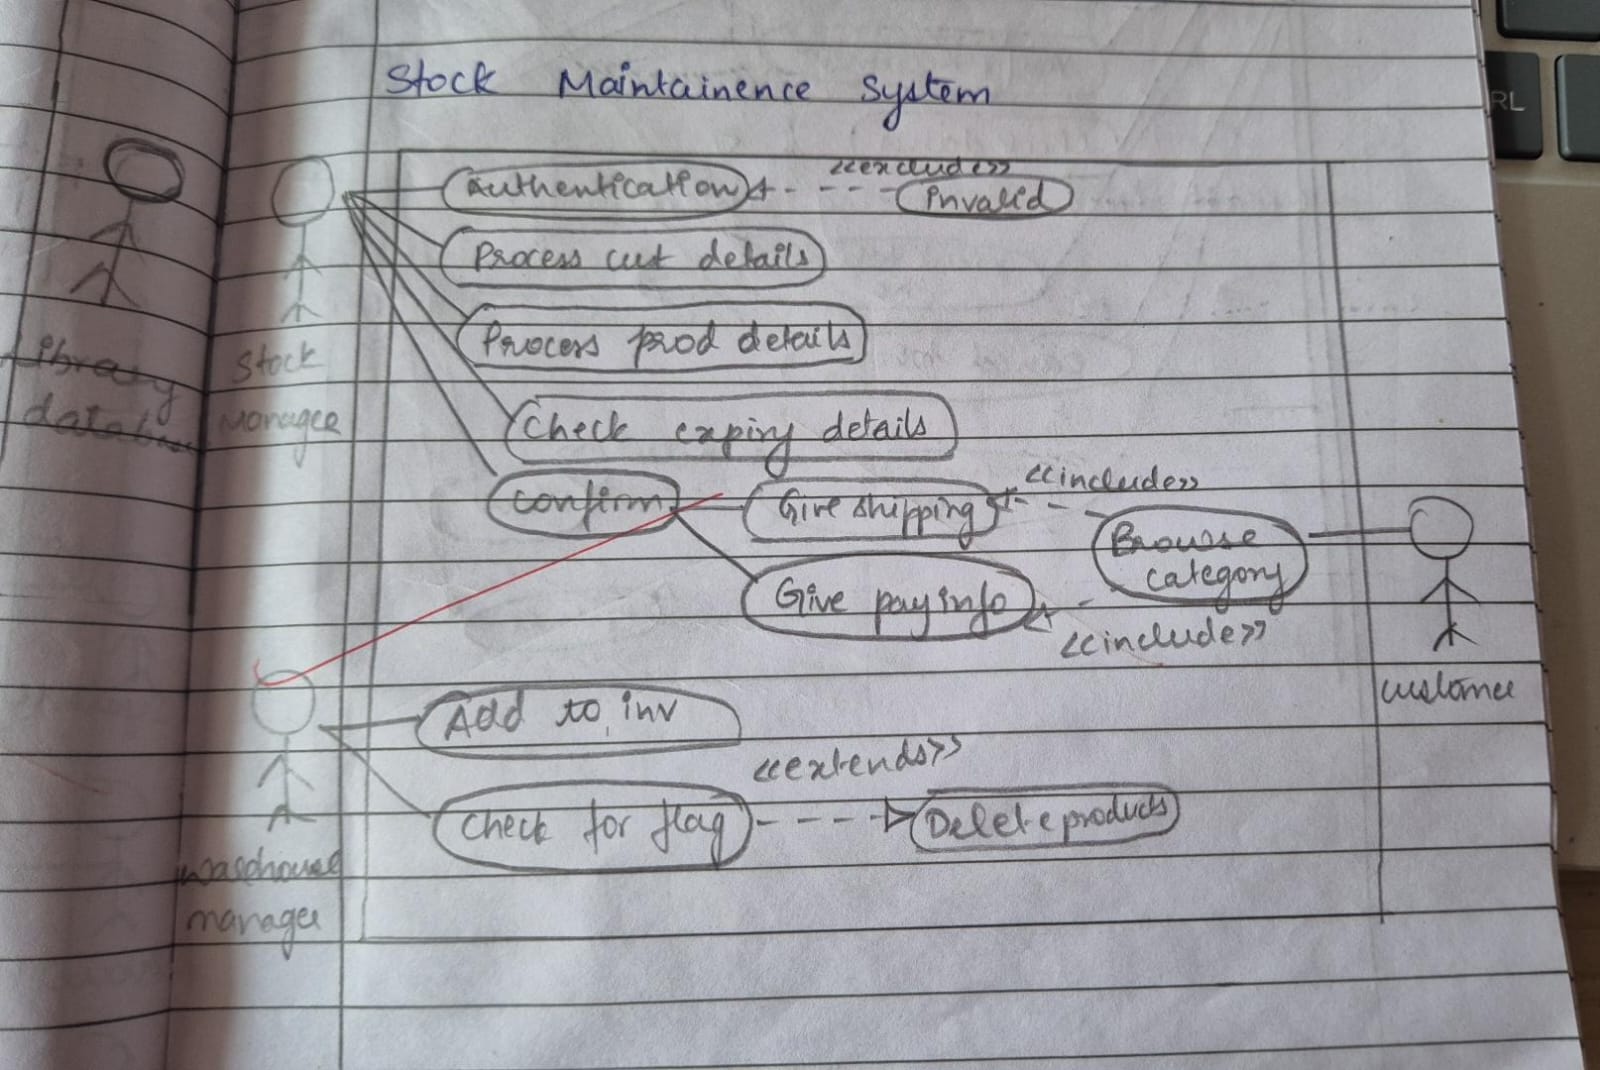 Stock Maintainence System
Authentication
<<exclude>>
invalid
Process cut details
Process prod details
Check expiry details
confirm
Give shipping
<<include>>
Browse
category
Give pay info
<<include>>
Add to inv
<<extends>>
Check for flag
Delete products
Stock
Manager
customer
warehouse
manager
library
RL